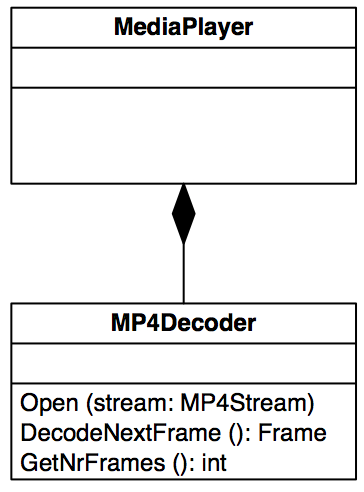 MediaPlayer
MP4Decoder
Open (stream: MP4Stream)
DecodeNextFrame (): Frame
GetNrFrames (): int